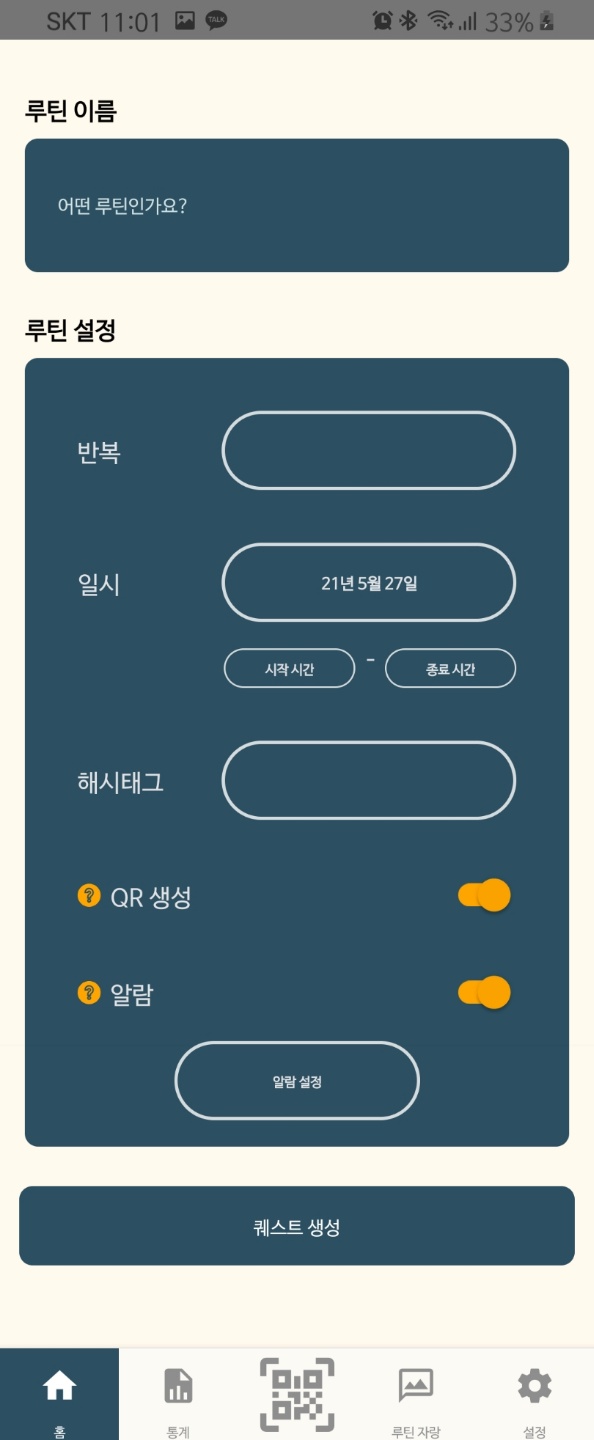 SKT 11:01 TALK 33%
루틴 이름
어떤 루틴인가요?
루틴 설정
반복
일시 21년 5월 27일
시작 시간 - 종료 시간
해시태그
? QR 생성
? 알람
알람 설정
퀘스트 생성
홈 통계 루틴 자랑 설정